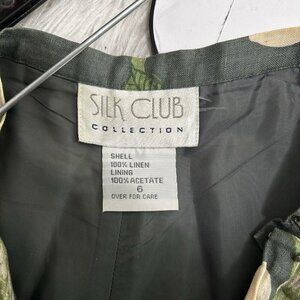 SILK CLUB
COLLECTION
SHELL
100% LINEN
LINING
100% ACETATE
6
OVER FOR CARE